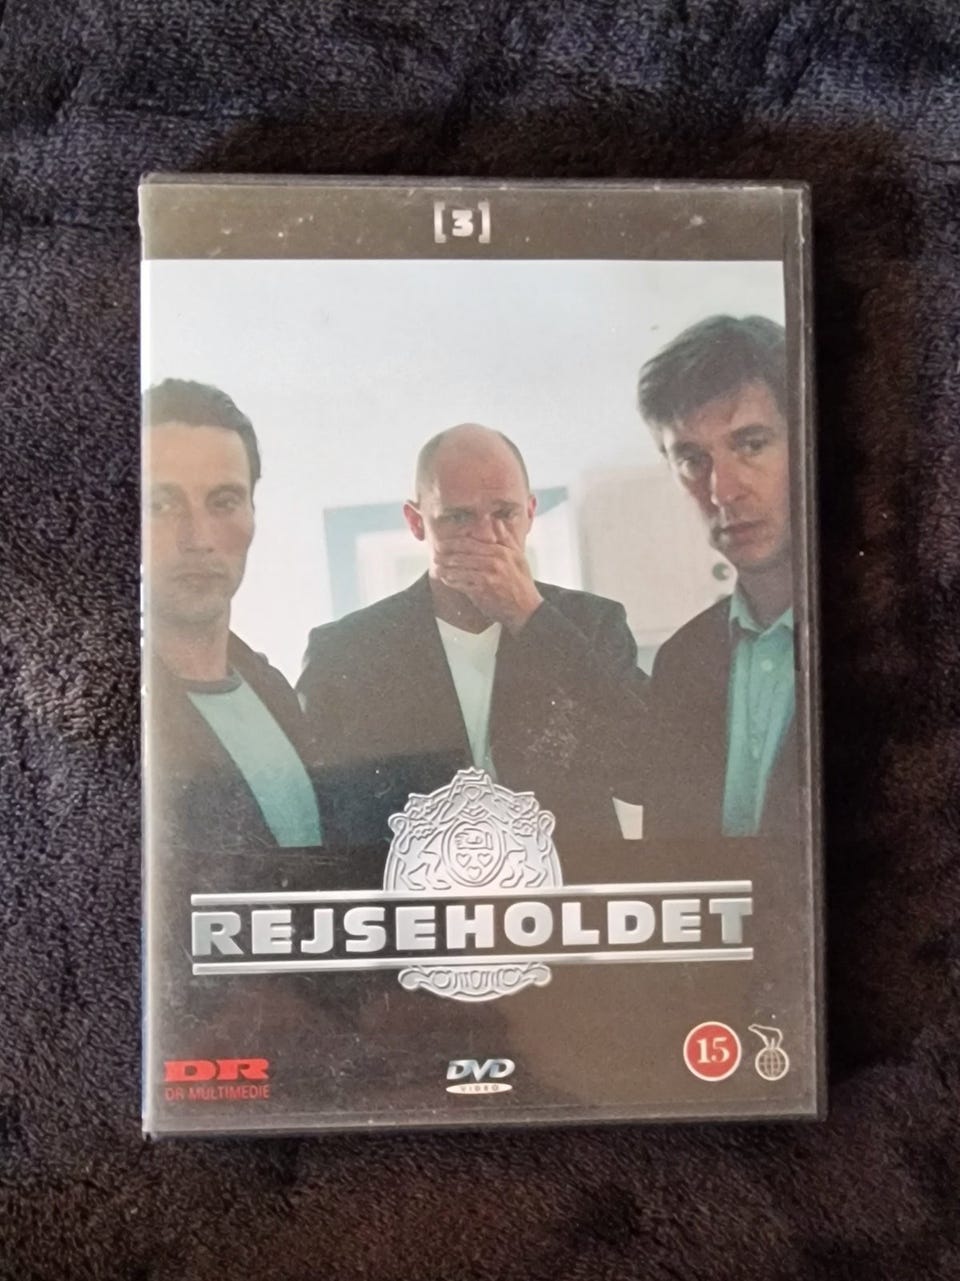 [3]
REJSEHOLDET
DR
DR MULTIMEDIE
DVD
VIDEO
15